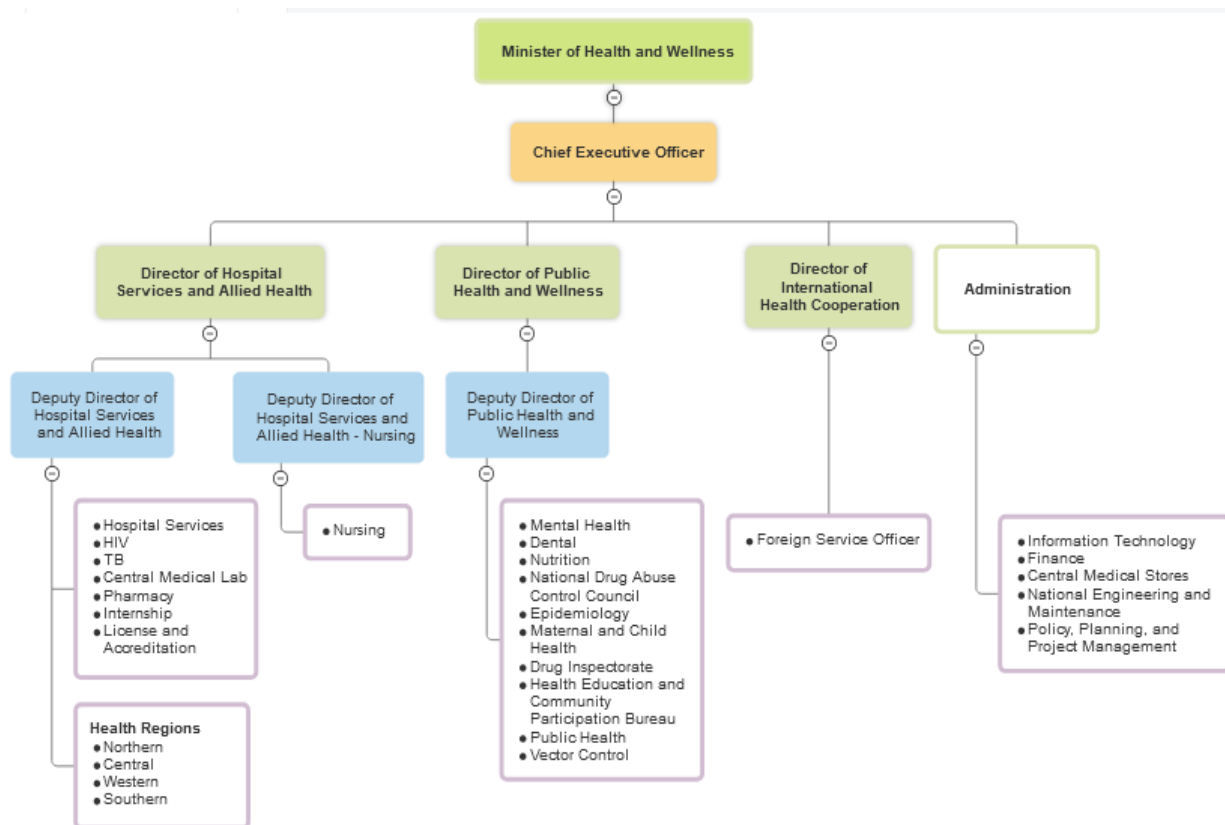 Minister of Health and Wellness
Chief Executive Officer
Director of Hospital
Services and Allied Health
Director of Public
Health and Wellness
Director of
International
Health Cooperation
Administration
Deputy Director of
Hospital Services
and Allied Health
Deputy Director of
Hospital Services and
Allied Health - Nursing
Deputy Director of
Public Health and
Wellness
● Hospital Services
● HIV
● TB
● Central Medical Lab
● Pharmacy
● Internship
● License and
Accreditation
● Nursing
● Mental Health
● Dental
● Nutrition
● National Drug Abuse
Control Council
● Epidemiology
● Maternal and Child
Health
● Drug Inspectorate
● Health Education and
Community
Participation Bureau
● Public Health
● Vector Control
● Foreign Service Officer
● Information Technology
● Finance
● Central Medical Stores
● National Engineering and
Maintenance
● Policy, Planning, and
Project Management
Health Regions
● Northern
● Central
● Western
● Southern